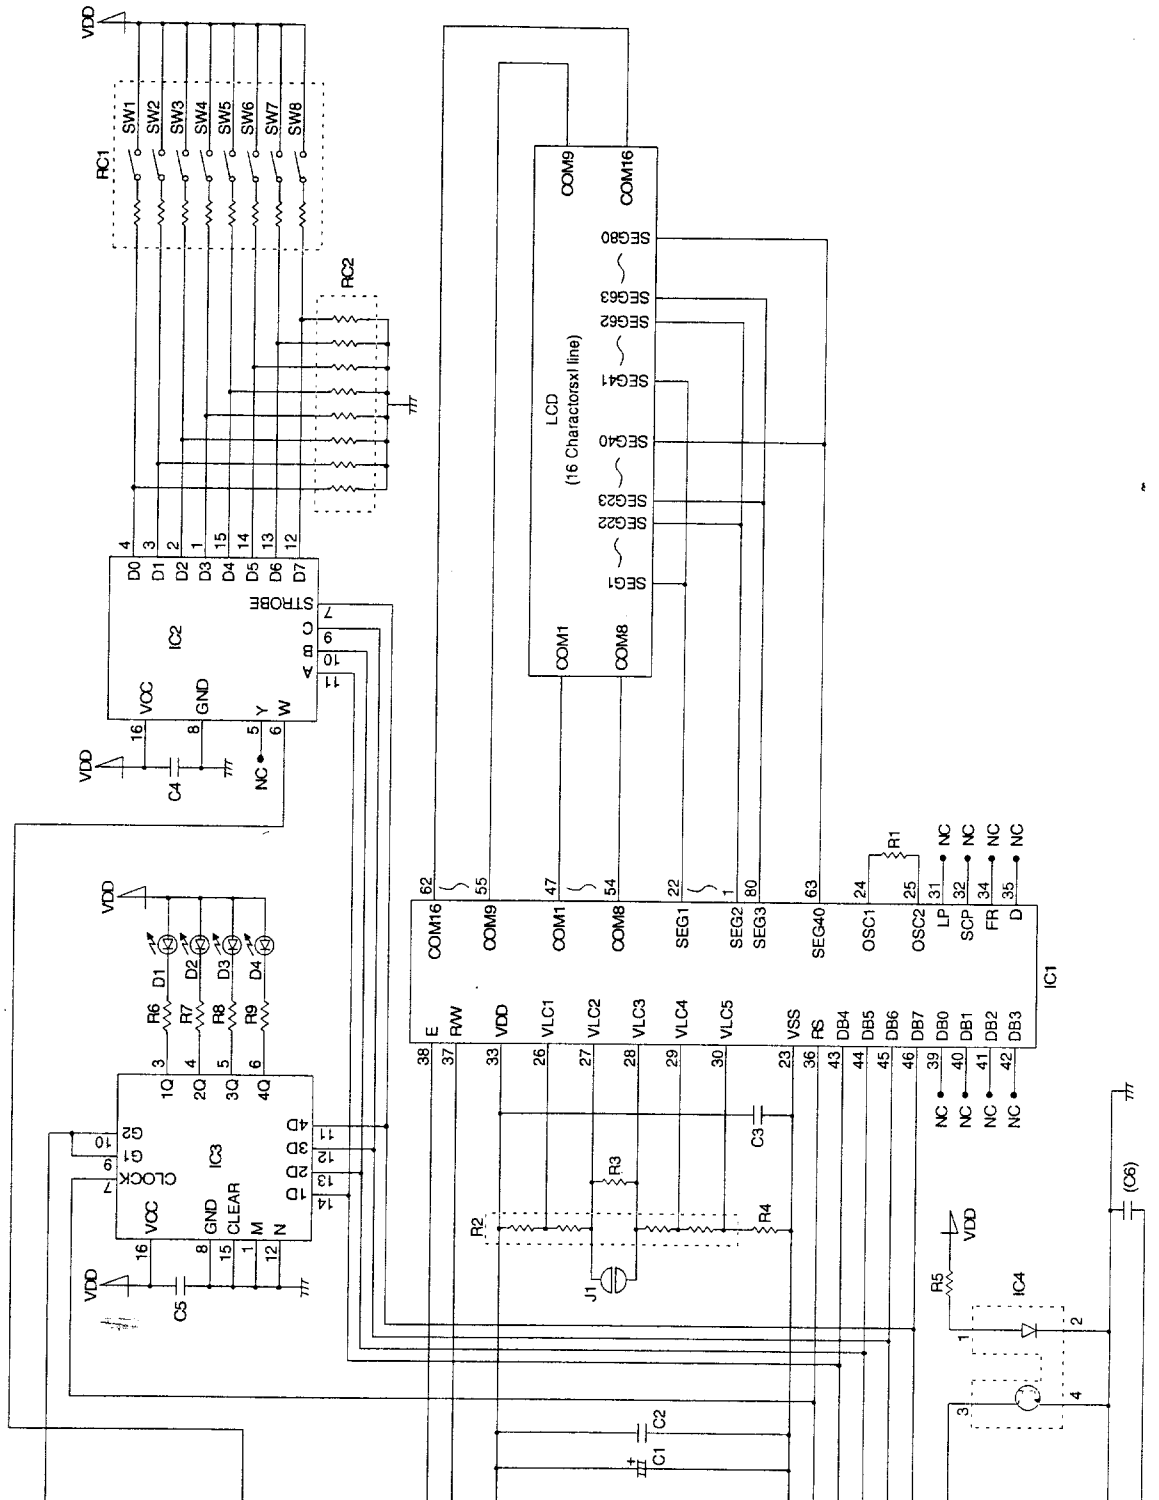 VDD
RC1
SW1
SW2
SW3
SW4
SW5
SW6
SW7
SW8
RC2
4 3 2 1 15 14 13 12
D0 D1 D2 D3 D4 D5 D6 D7
STROBE 7
C 9
B 10
A 11
IC2
VCC 16
GND 8
Y 5
W 6
VDD
C4
NC
COM9
COM16
SEG80
SEG63
SEG62
SEG41
SEG40
SEG23
SEG22
SEG1
LCD
(16 Charactorsxl line)
COM1
COM8
VDD
D1 D2 D3 D4
R6 R7 R8 R9
3 4 5 6
1Q 2Q 3Q 4Q
G2 10
G1 9
CLOCK 7
IC3
4D 11
3D 12
2D 13
1D 14
VCC 16
GND 8
CLEAR 15
M 1
N 12
VDD
C5
62 55 47 54 22 1 80 63 24 25 31 32 34 35
COM16 COM9 COM1 COM8 SEG1 SEG2 SEG3 SEG40 OSC1 OSC2 LP SCP FR D
R1
NC NC NC NC
IC1
E R/W VDD VLC1 VLC2 VLC3 VLC4 VLC5 VSS RS DB4 DB5 DB6 DB7 DB0 DB1 DB2 DB3
38 37 33 26 27 28 29 30 23 36 43 44 45 46 39 40 41 42
NC NC NC NC
C3
R3
R2
R4
J1
C2
C1
+
(C6)
VDD
R5
IC4
1 2
3 4